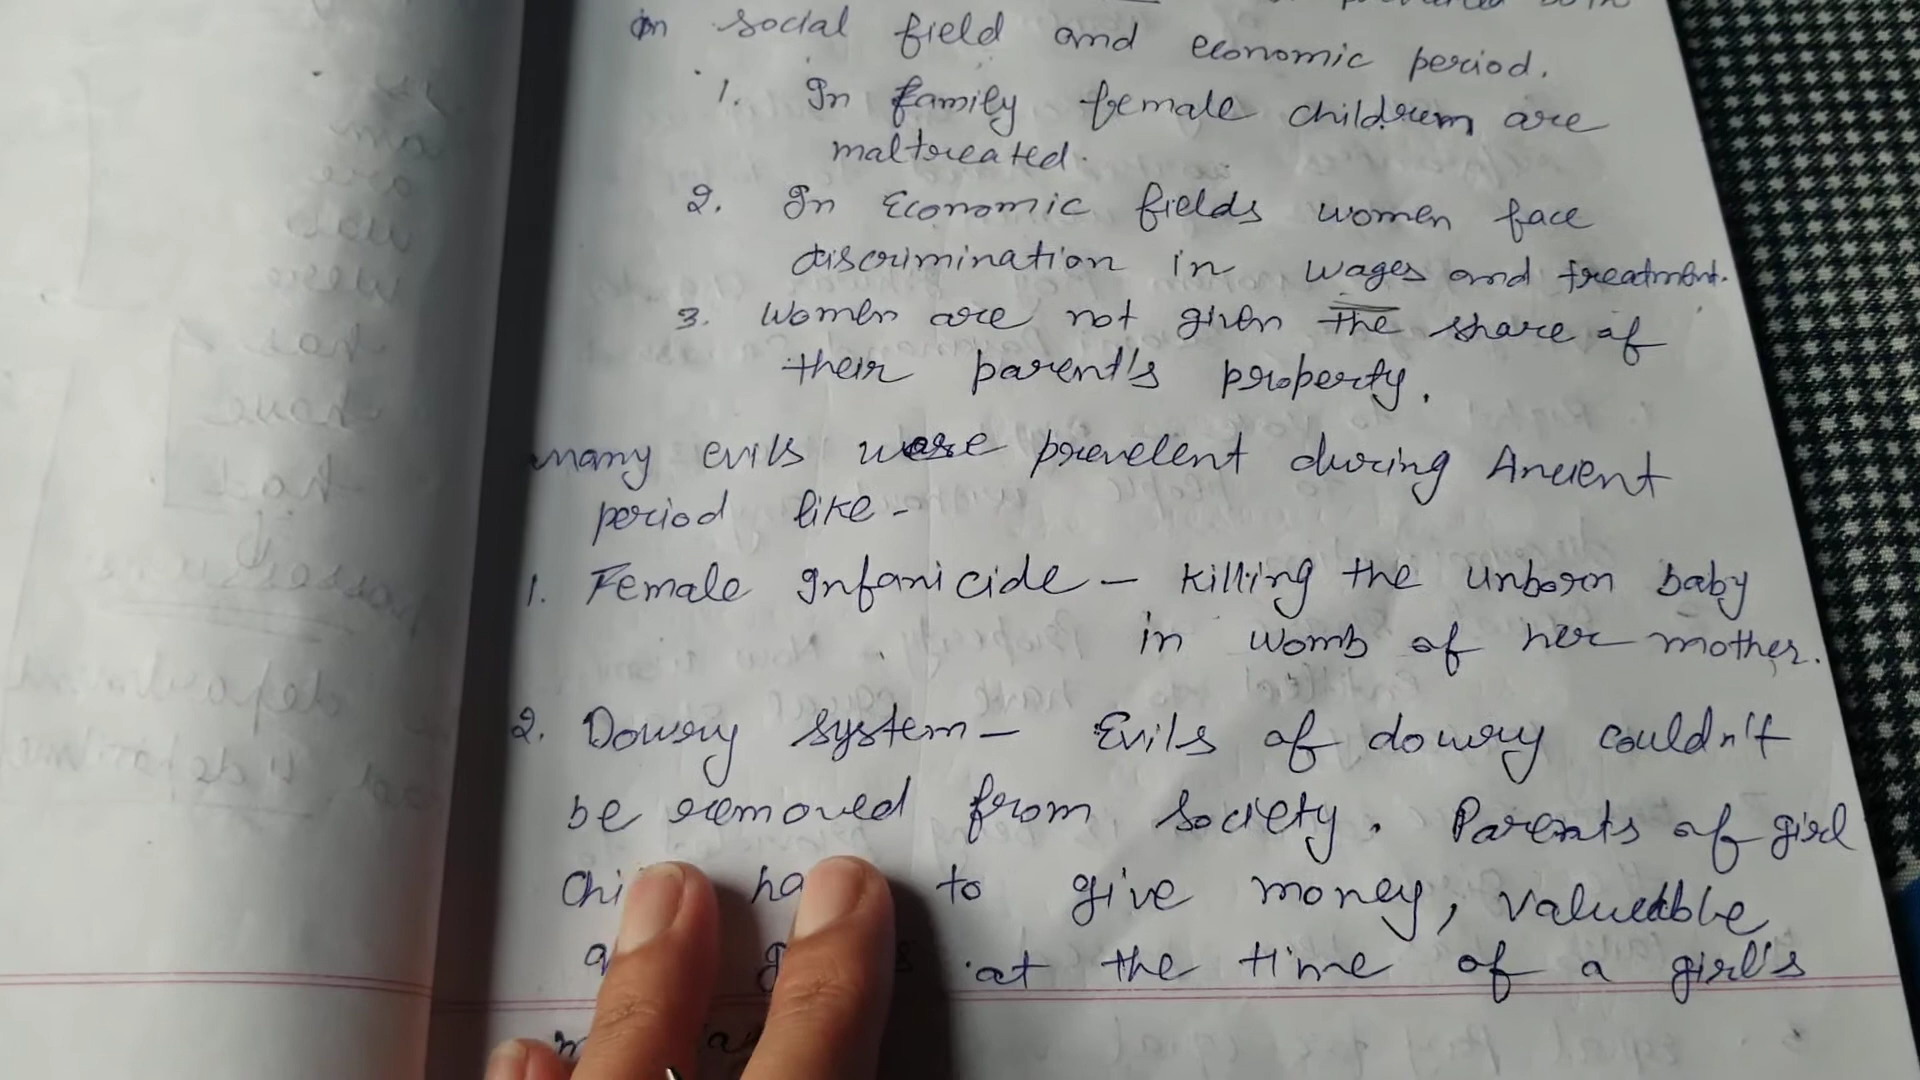 in social field and economic period.
1. In family female childrem are
maltreated.
2. In Economic fields women face
discrimination in wages and treatment.
3. Women are not given the share of
their parent's property.
many evils were prevelent during Ancient
period like-
1. Female Infanicide - Killing the unborn baby
in womb of her mother.
2. Dowry system - Evils of dowry couldn't
be removed from society. Parents of girl
to give money, valueable
at the time of a girl's